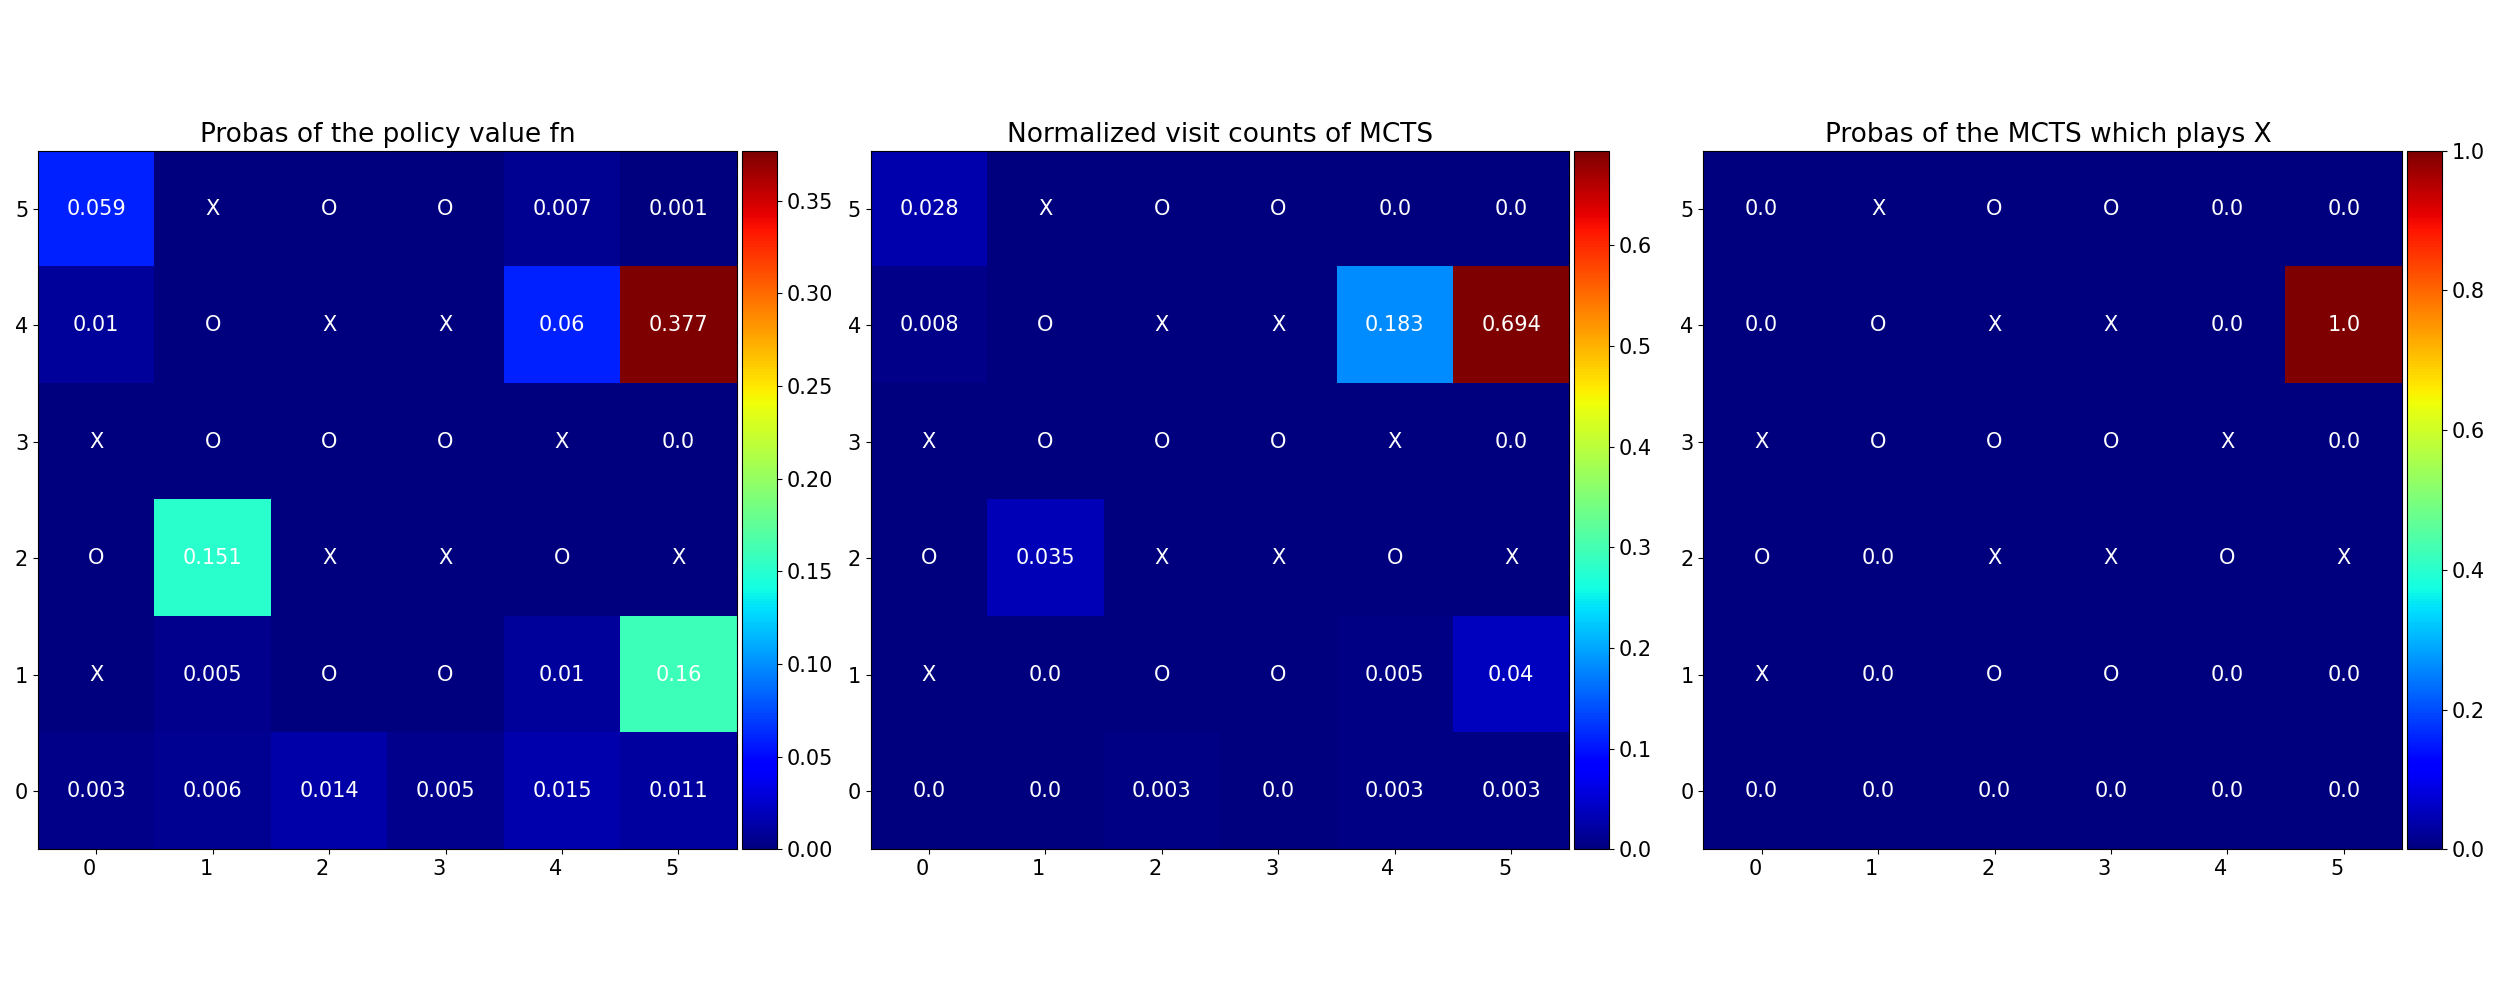 Probas of the policy value fn
5 0.059 X O O 0.007 0.001
4 0.01 O X X 0.06 0.377
3 X O O O X 0.0
2 O 0.151 X X O X
1 X 0.005 O O 0.01 0.16
0 0.003 0.006 0.014 0.005 0.015 0.011
0 1 2 3 4 5
0.35
0.30
0.25
0.20
0.15
0.10
0.05
0.00
Normalized visit counts of MCTS
5 0.028 X O O 0.0 0.0
4 0.008 O X X 0.183 0.694
3 X O O O X 0.0
2 O 0.035 X X O X
1 X 0.0 O O 0.005 0.04
0 0.0 0.0 0.003 0.0 0.003 0.003
0 1 2 3 4 5
0.6
0.5
0.4
0.3
0.2
0.1
0.0
Probas of the MCTS which plays X
5 0.0 X O O 0.0 0.0
4 0.0 O X X 0.0 1.0
3 X O O O X 0.0
2 O 0.0 X X O X
1 X 0.0 O O 0.0 0.0
0 0.0 0.0 0.0 0.0 0.0 0.0
0 1 2 3 4 5
1.0
0.8
0.6
0.4
0.2
0.0